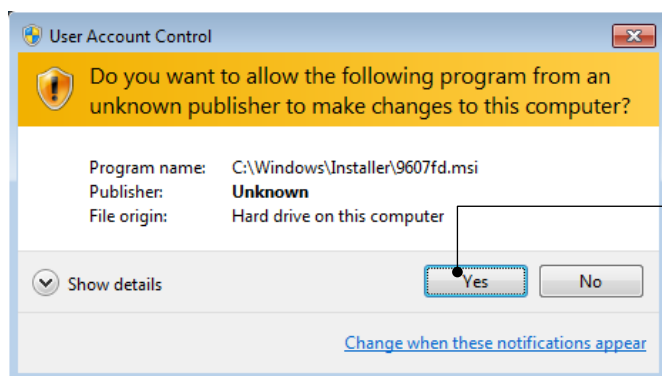 User Account Control
Do you want to allow the following program from an
unknown publisher to make changes to this computer?
Program name: C:\Windows\Installer\9607fd.msi
Publisher: Unknown
File origin: Hard drive on this computer
Show details
Yes No
Change when these notifications appear